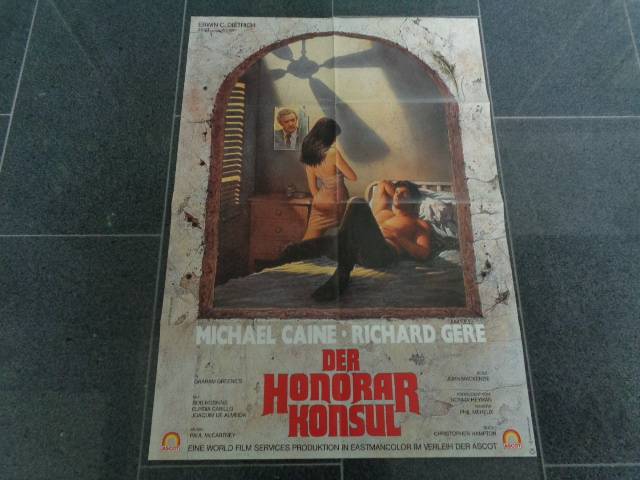 ERWIN C. DIETRICH
MICHAEL CAINE · RICHARD GERE
DER
HONORAR
KONSUL
GRAHAM GREENE'S
BOB HOSKINS
ELPIDIA CARILLO
JOAQUIM DE ALMEIDA
PAUL McCARTNEY
JOHN MACKENZIE
NORMA HEYMAN
PHIL MEHEUX
CHRISTOPHER HAMPTON
ASCOT
EINE WORLD FILM SERVICES PRODUKTION IN EASTMANCOLOR IM VERLEIH DER ASCOT
ASCOT